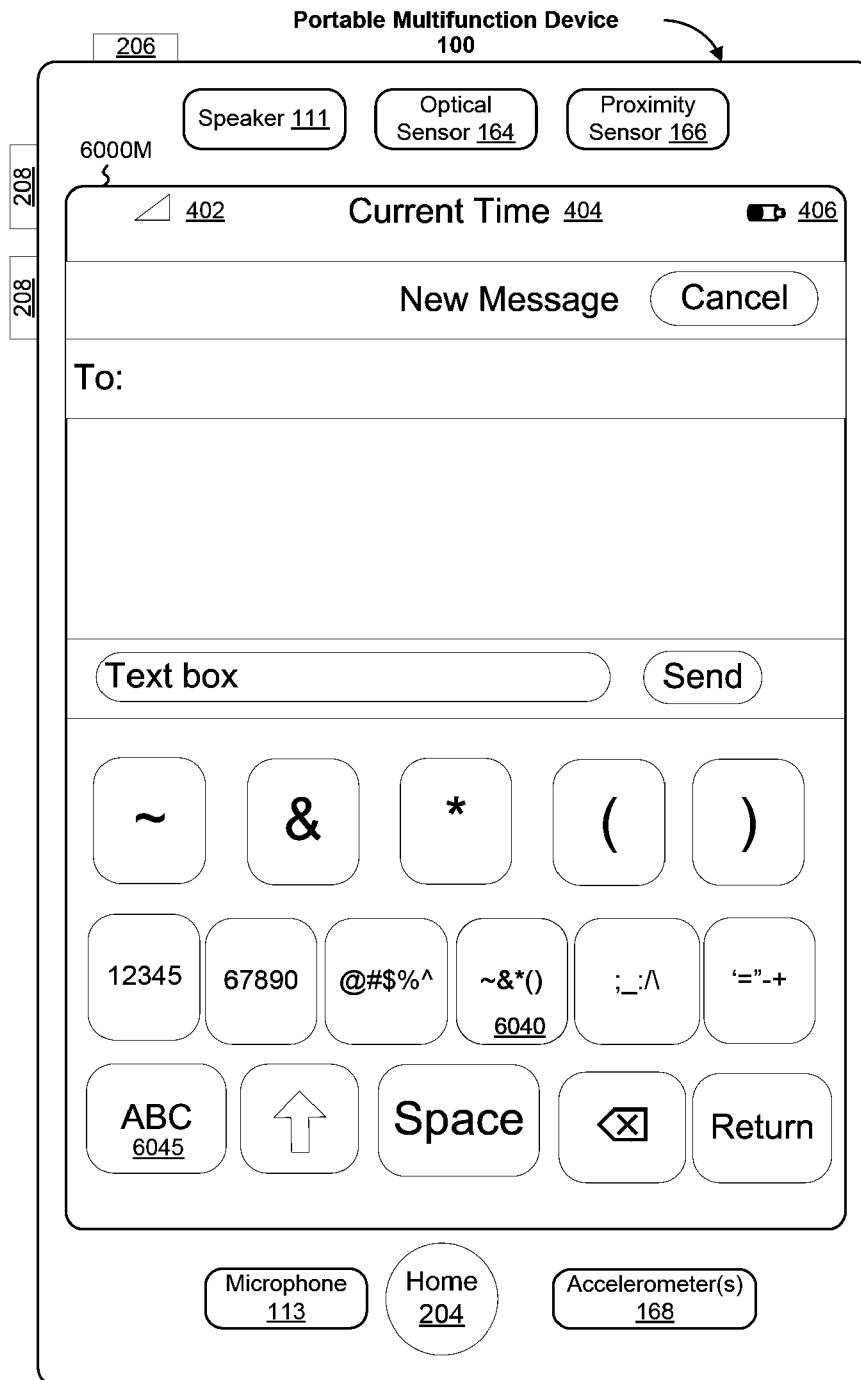 Portable Multifunction Device
100
206
Speaker 111
Optical
Sensor 164
Proximity
Sensor 166
6000M
208
208
402
Current Time 404
406
New Message
Cancel
To:
Text box
Send
~
&
*
(
)
12345
67890
@#$%^
~&*()
6040
;_:/\
‘=”-+
ABC
6045
Space
Return
Microphone
113
Home
204
Accelerometer(s)
168